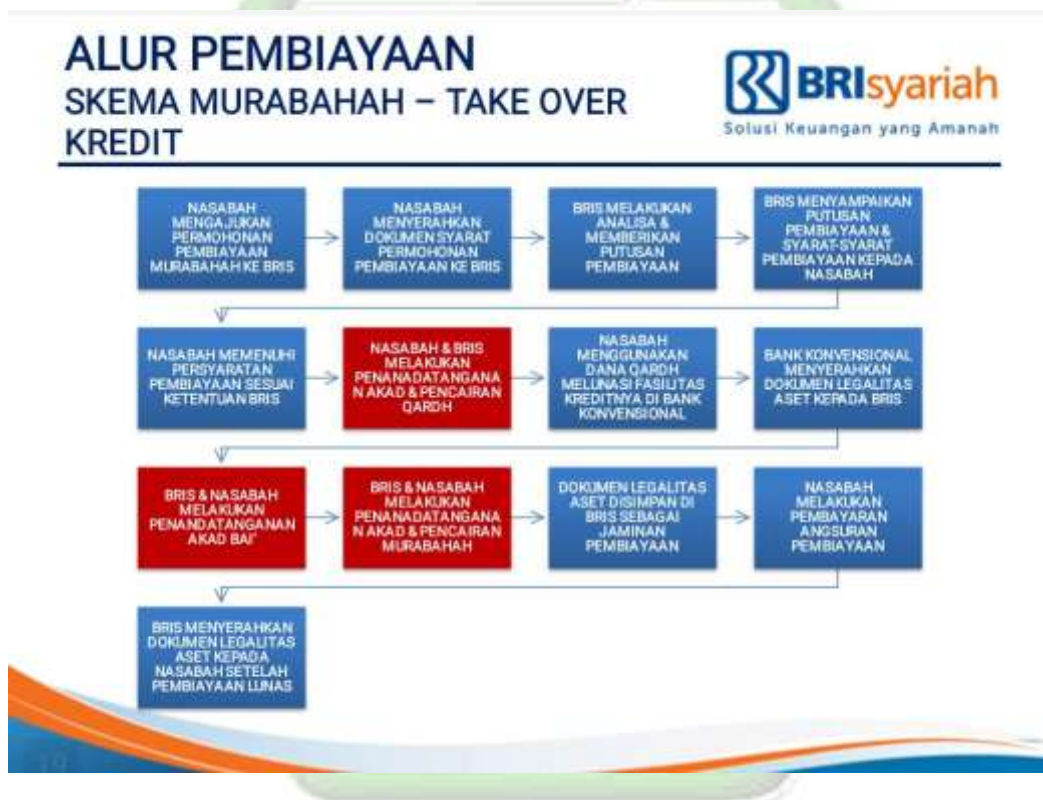 ALUR PEMBIAYAAN
SKEMA MURABAHAH – TAKE OVER
KREDIT
BRIsyariah
Solusi Keuangan yang Amanah
NASABAH
MENGAJUKAN
PERMOHONAN
PEMBIAYAAN
MURABAHAH KE BRIS
NASABAH
MENYERAHKAN
DOKUMEN SYARAT
PERMOHONAN
PEMBIAYAAN KE BRIS
BRIS MELAKUKAN
ANALISA &
MEMBERIKAN
PUTUSAN
PEMBIAYAAN
BRIS MENYAMPAIKAN
PUTUSAN
PEMBIAYAAN &
SYARAT-SYARAT
PEMBIAYAAN KEPADA
NASABAH
NASABAH MEMENUHI
PERSYARATAN
PEMBIAYAAN SESUAI
KETENTUAN BRIS
NASABAH & BRIS
MELAKUKAN
PENANADATANGANA
N AKAD & PENCAIRAN
QARDH
NASABAH
MENGGUNAKAN
DANA QARDH
MELUNASI FASILITAS
KREDITNYA DI BANK
KONVENSIONAL
BANK KONVENSIONAL
MENYERAHKAN
DOKUMEN LEGALITAS
ASET KEPADA BRIS
BRIS & NASABAH
MELAKUKAN
PENANDATANGANAN
AKAD BAI'
BRIS & NASABAH
MELAKUKAN
PENANADATANGANA
N AKAD & PENCAIRAN
MURABAHAH
DOKUMEN LEGALITAS
ASET DISIMPAN DI
BRIS SEBAGAI
JAMINAN
PEMBIAYAAN
NASABAH
MELAKUKAN
PEMBAYARAN
ANGSURAN
PEMBIAYAAN
BRIS MENYERAHKAN
DOKUMEN LEGALITAS
ASET KEPADA
NASABAH SETELAH
PEMBIAYAAN LUNAS
19